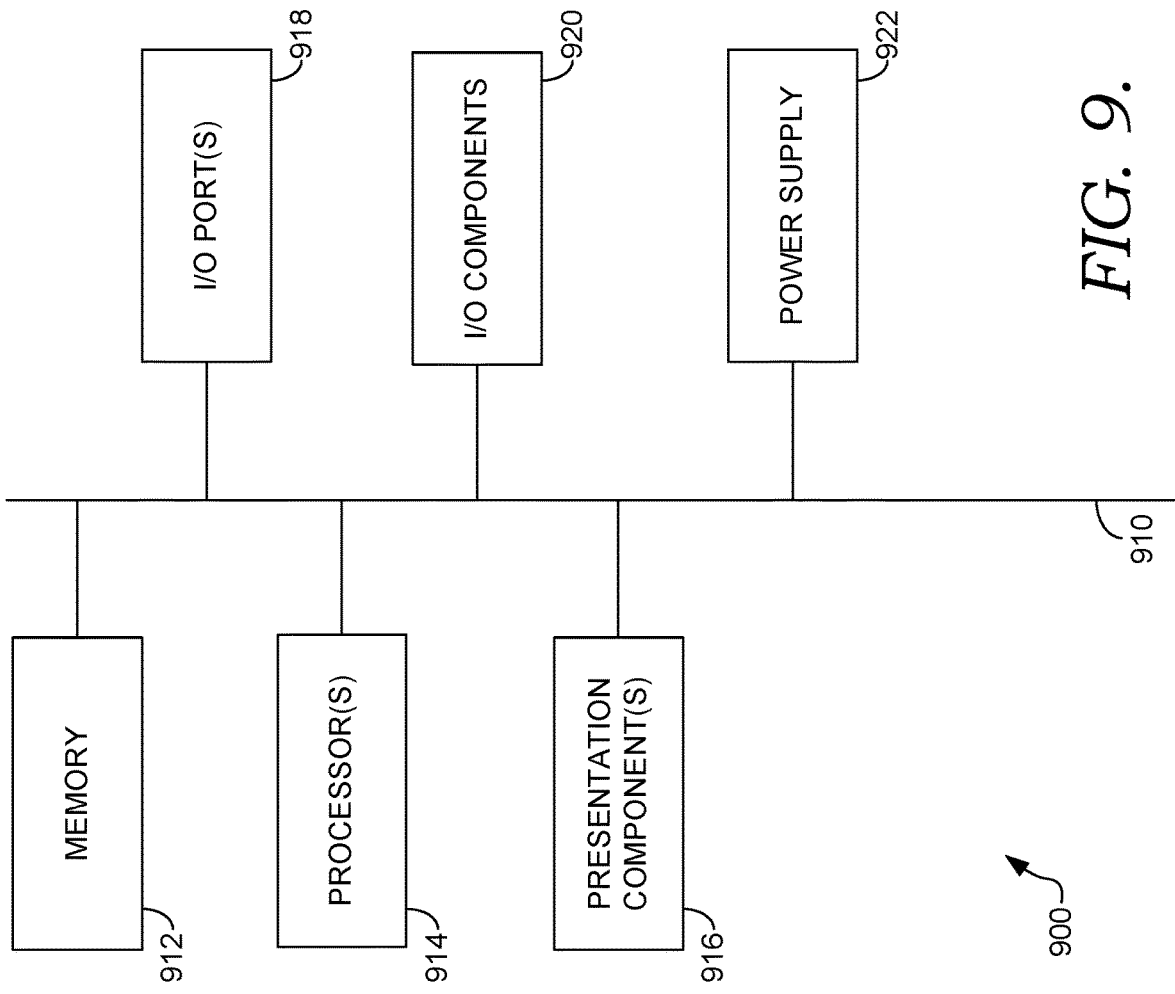 MEMORY
912
PROCESSOR(S)
914
PRESENTATION
COMPONENT(S)
916
I/O PORT(S)
918
I/O COMPONENTS
920
POWER SUPPLY
922
910
900
FIG. 9.